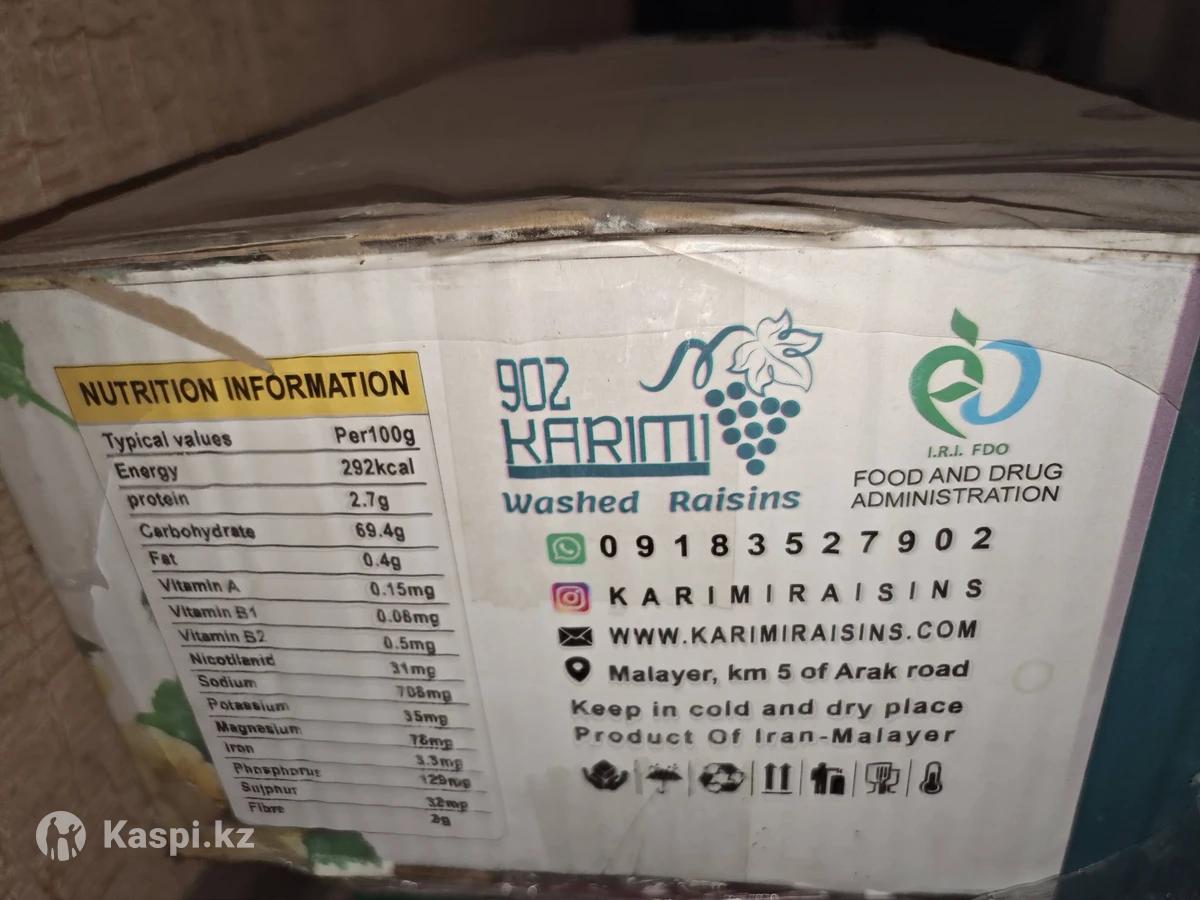 NUTRITION INFORMATION
Typical values Per100g
Energy 292kcal
protein 2.7g
Carbohydrate 69.4g
Fat 0.4g
Vitamin A 0.15mg
Vitamin B1 0.08mg
Vitamin B2 0.5mg
Nicotilanid 31mg
Sodium 708mg
Potassium 35mg
Magnesium 78mg
Iron 3.3mg
Phosphorus 129mg
Sulphur 32mg
Fibre 2g
902
KARIMI
Washed Raisins
I.R.I. FDO
FOOD AND DRUG
ADMINISTRATION
09183527902
KARIMIRAISINS
WWW.KARIMIRAISINS.COM
Malayer, km 5 of Arak road
Keep in cold and dry place
Product Of Iran-Malayer
Kaspi.kz